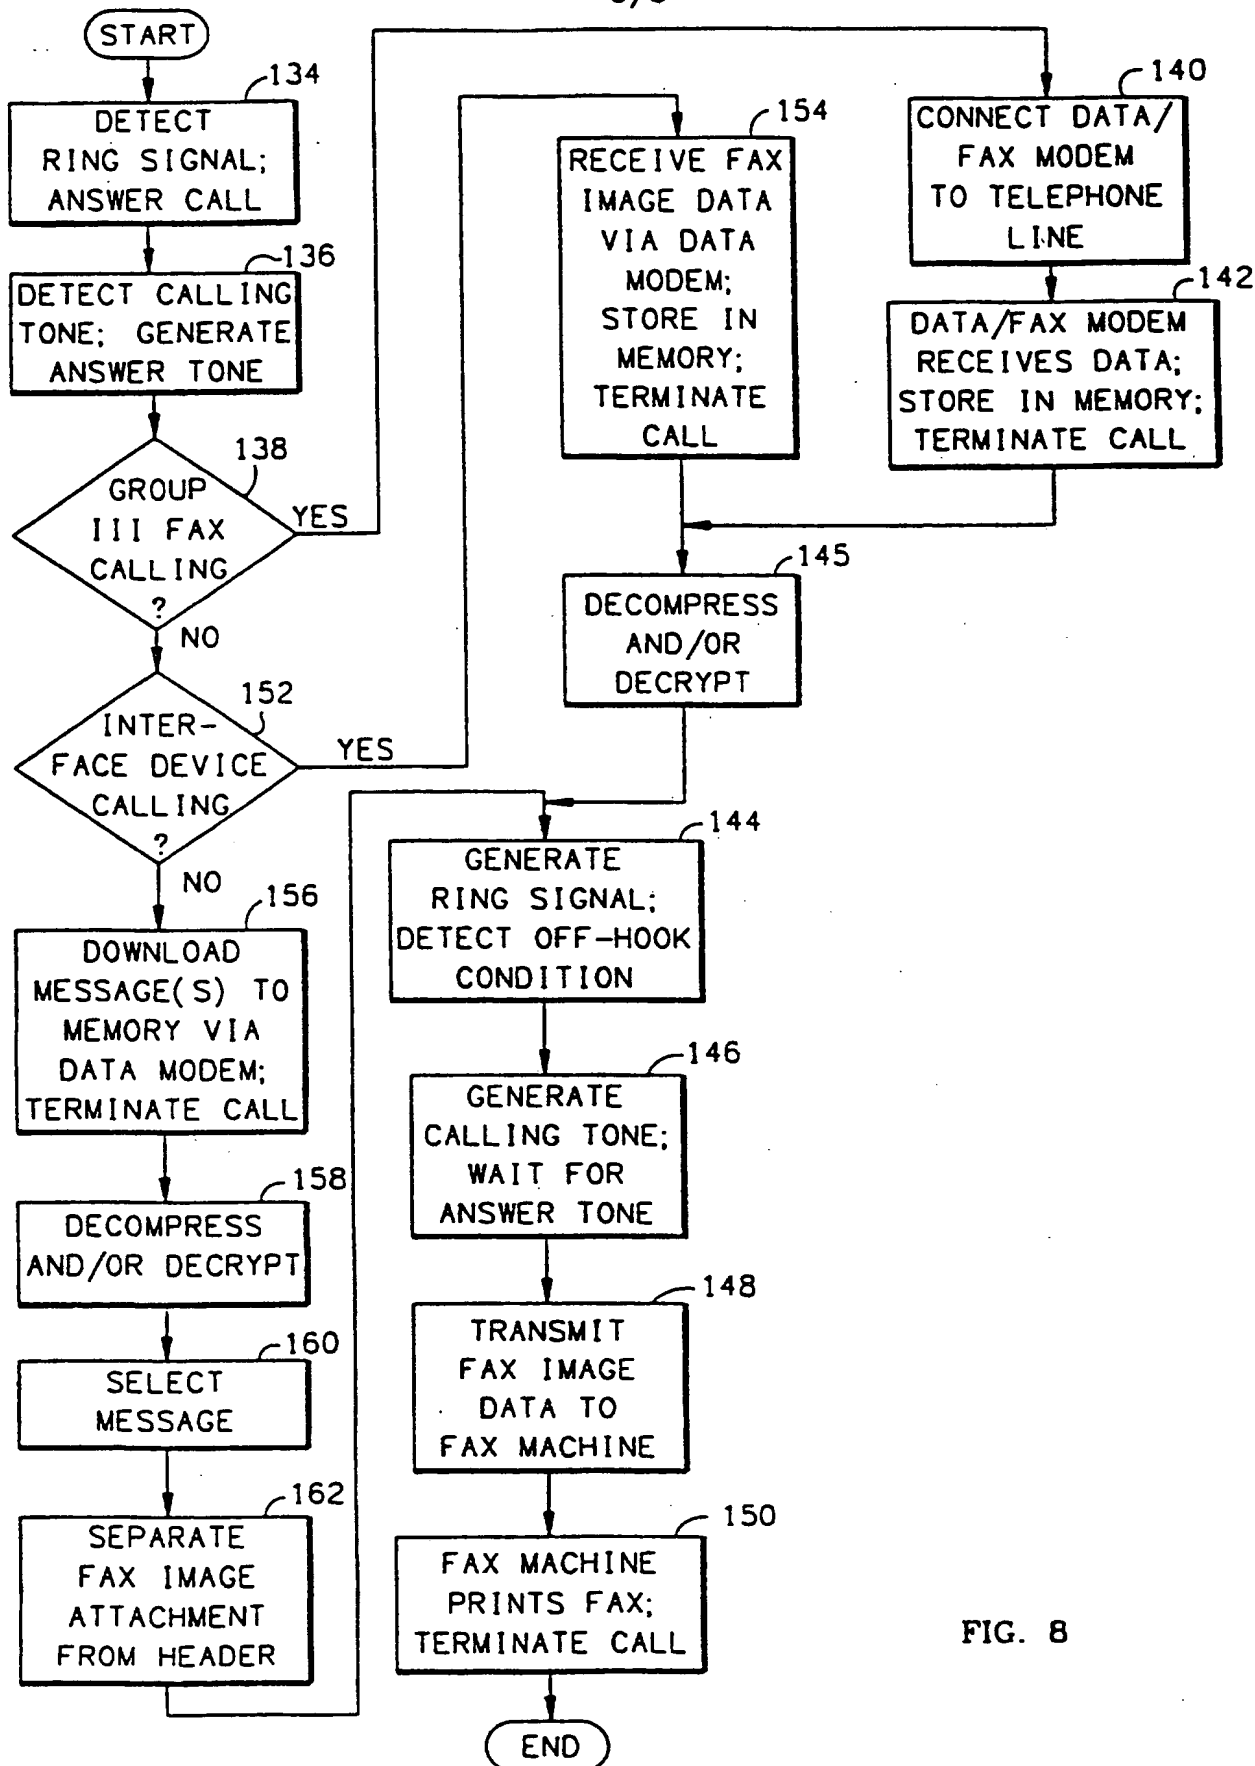 START
134
DETECT
RING SIGNAL;
ANSWER CALL
136
DETECT CALLING
TONE; GENERATE
ANSWER TONE
138
GROUP
III FAX
CALLING
?
YES
NO
152
INTER-
FACE DEVICE
CALLING
?
YES
NO
156
DOWNLOAD
MESSAGE(S) TO
MEMORY VIA
DATA MODEM;
TERMINATE CALL
158
DECOMPRESS
AND/OR DECRYPT
160
SELECT
MESSAGE
162
SEPARATE
FAX IMAGE
ATTACHMENT
FROM HEADER
154
RECEIVE FAX
IMAGE DATA
VIA DATA
MODEM;
STORE IN
MEMORY;
TERMINATE
CALL
140
CONNECT DATA/
FAX MODEM
TO TELEPHONE
LINE
142
DATA/FAX MODEM
RECEIVES DATA;
STORE IN MEMORY;
TERMINATE CALL
145
DECOMPRESS
AND/OR
DECRYPT
144
GENERATE
RING SIGNAL;
DETECT OFF-HOOK
CONDITION
146
GENERATE
CALLING TONE;
WAIT FOR
ANSWER TONE
148
TRANSMIT
FAX IMAGE
DATA TO
FAX MACHINE
150
FAX MACHINE
PRINTS FAX;
TERMINATE CALL
END
FIG. 8